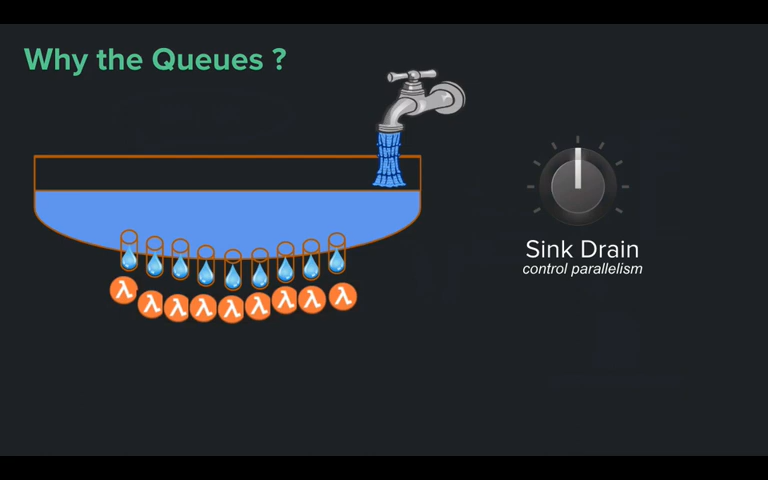 Why the Queues ?
Sink Drain
control parallelism
λ λ λ λ λ λ λ λ λ